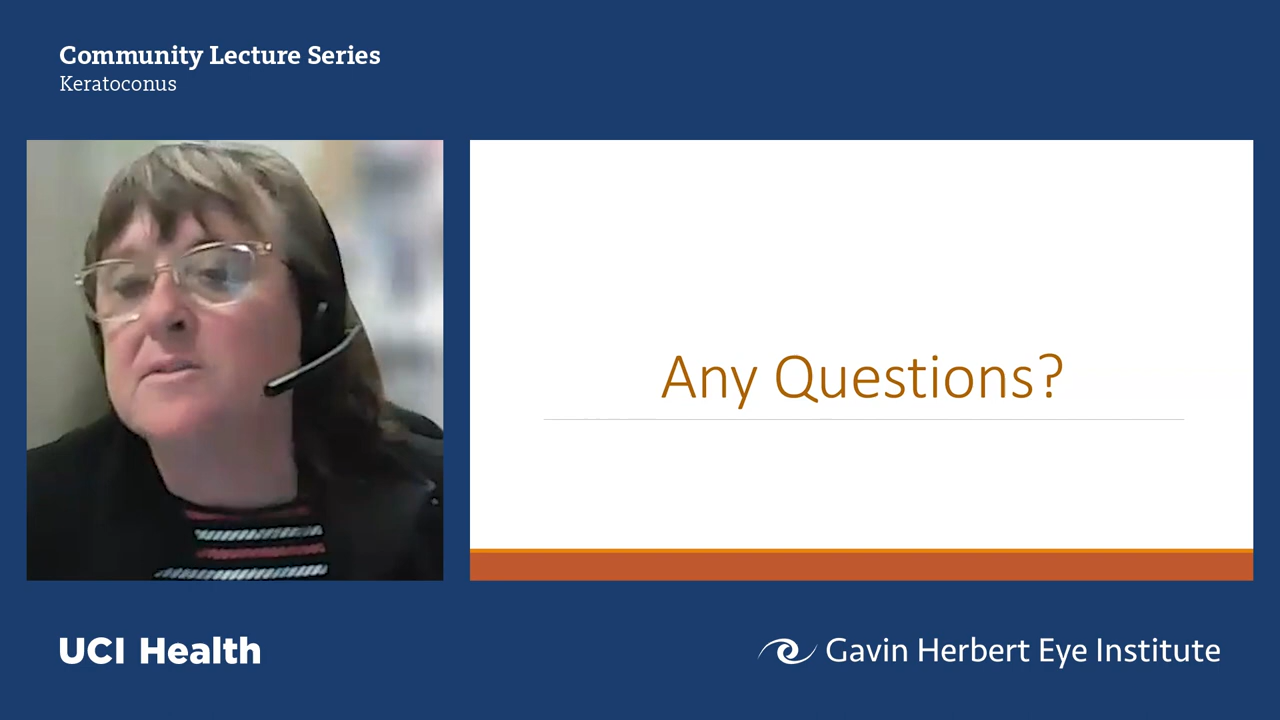 Community Lecture Series
Keratoconus
Any Questions?
UCI Health
Gavin Herbert Eye Institute